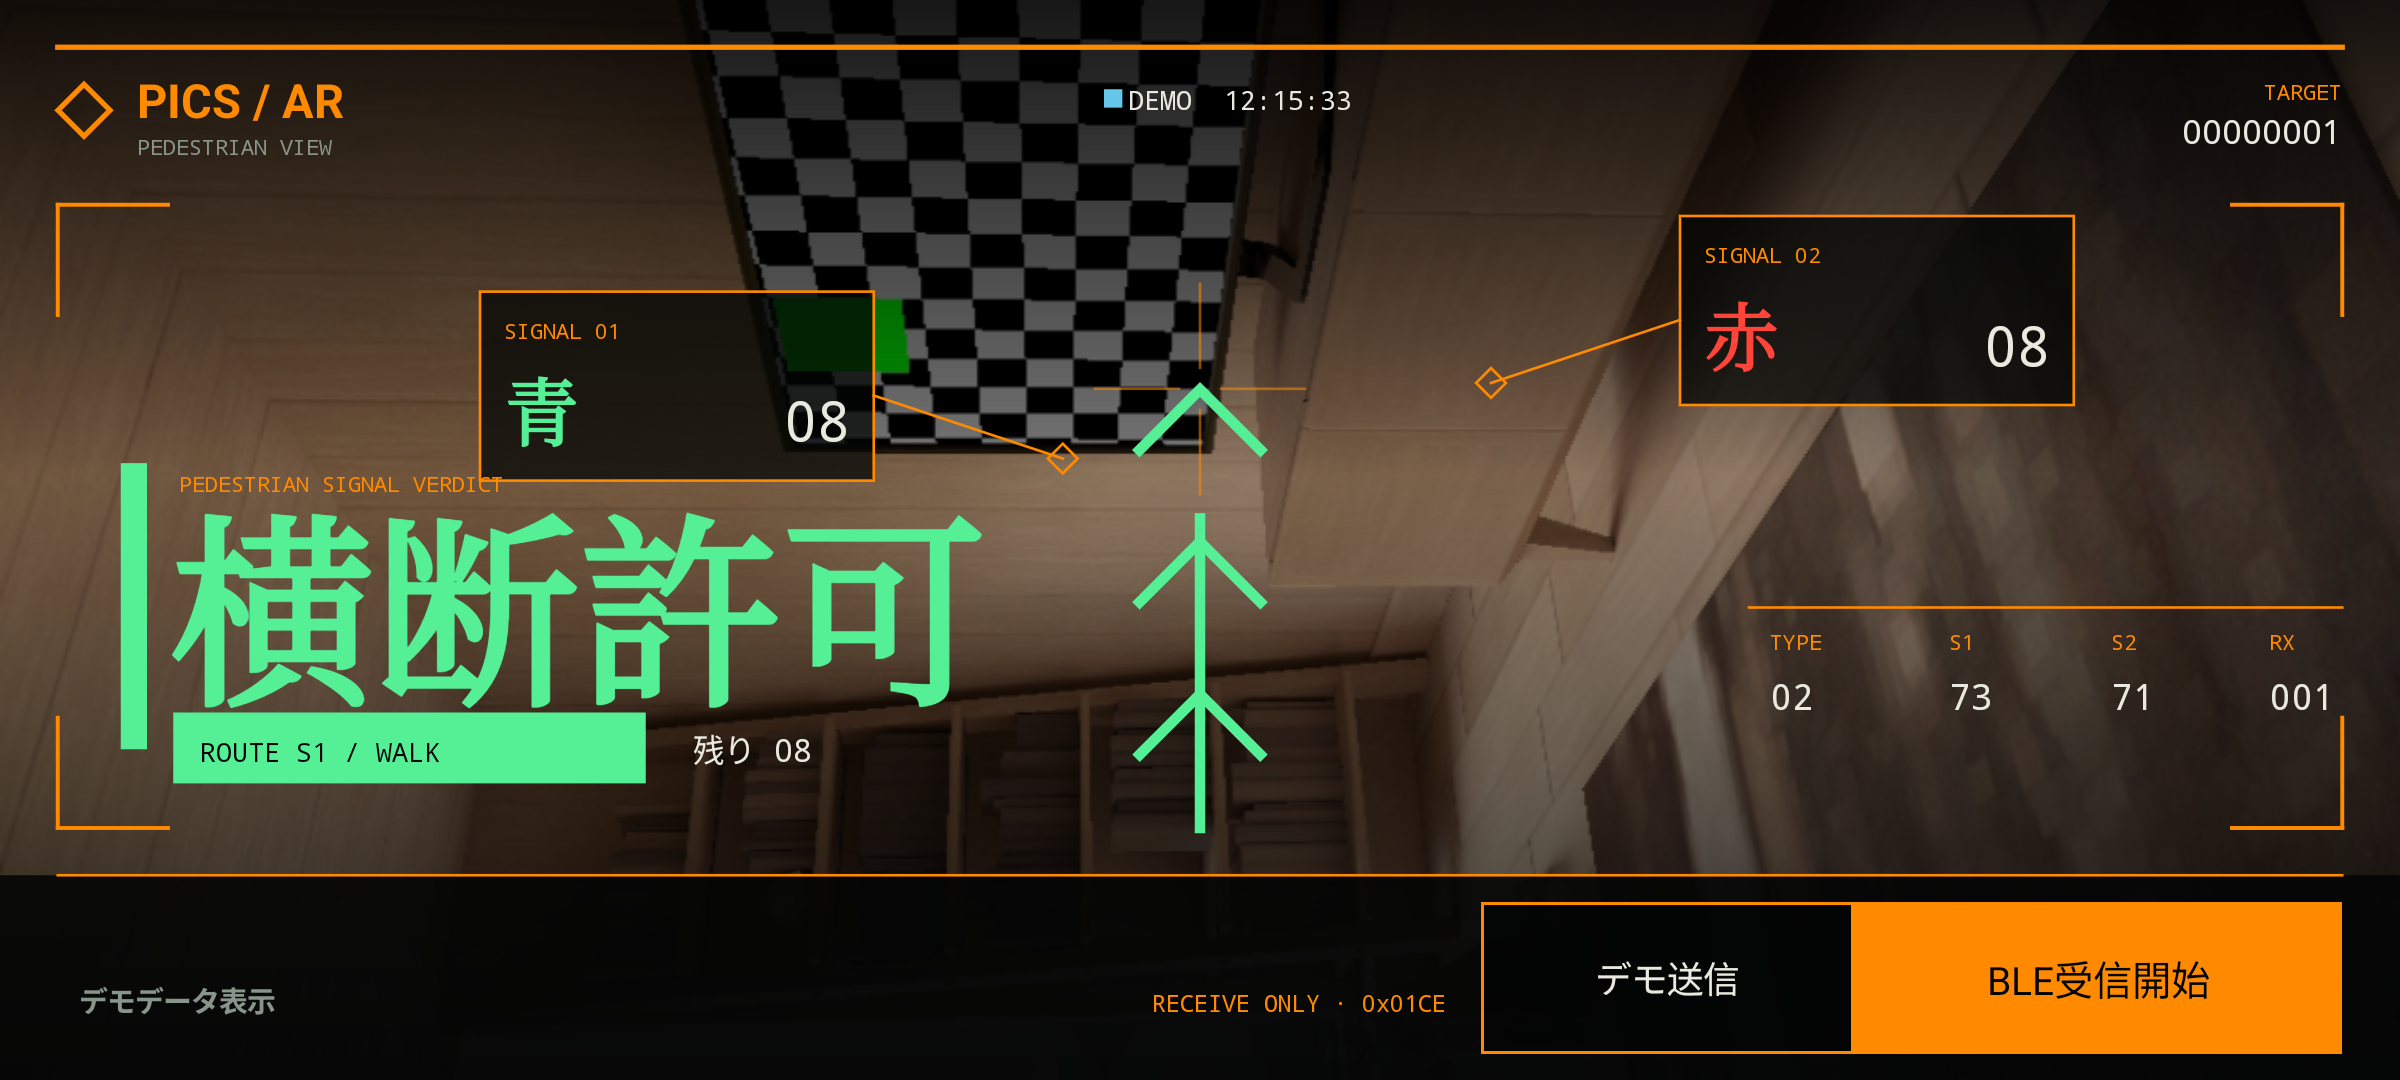 PICS / AR
PEDESTRIAN VIEW
DEMO 12:15:33
TARGET
00000001
SIGNAL 01
青 08
SIGNAL 02
赤 08
PEDESTRIAN SIGNAL VERDICT
横断許可
ROUTE S1 / WALK
残り 08
TYPE S1 S2 RX
02 73 71 001
デモデータ表示
RECEIVE ONLY · 0x01CE
デモ送信
BLE受信開始